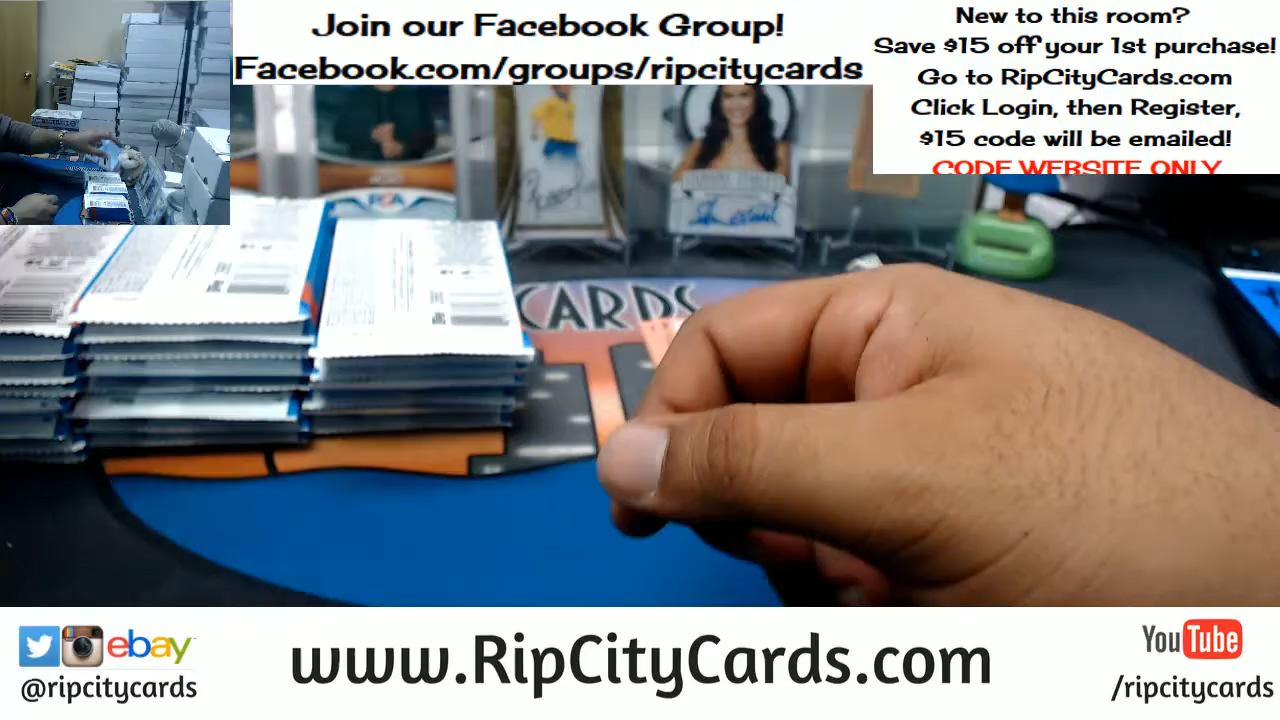 Join our Facebook Group!
Facebook.com/groups/ripcitycards
New to this room?
Save $15 off your 1st purchase!
Go to RipCityCards.com
Click Login, then Register,
$15 code will be emailed!
CODE WEBSITE ONLY
PSA
CARDS
ebay
@ripcitycards
www.RipCityCards.com
YouTube
/ripcitycards